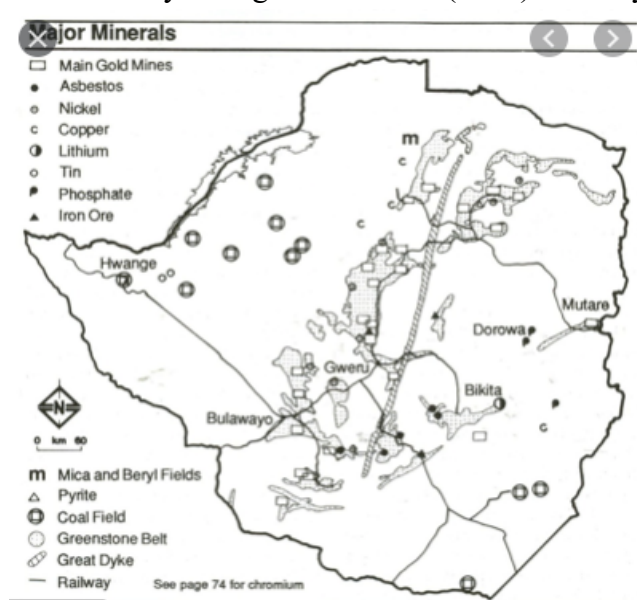 Major Minerals
Main Gold Mines
Asbestos
Nickel
c Copper
Lithium
Tin
Phosphate
Iron Ore
m
c
c
c
Hwange
Mutare
Dorowa
Gweru
Bikita
N
Bulawayo
c
0 km 60
m Mica and Beryl Fields
Pyrite
Coal Field
Greenstone Belt
Great Dyke
Railway
See page 74 for chromium